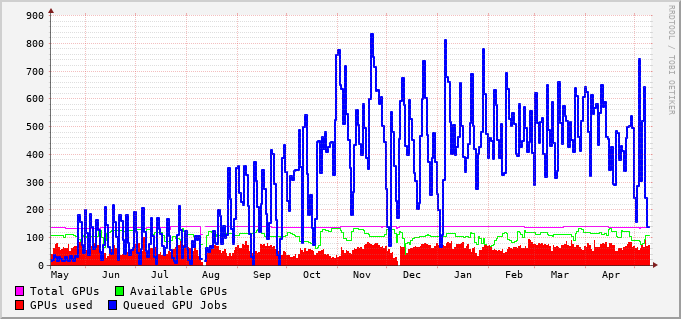 900
800
700
600
500
400
300
200
100
0
May Jun Jul Aug Sep Oct Nov Dec Jan Feb Mar Apr
Total GPUs Available GPUs
GPUs used Queued GPU Jobs
RRDTOOL / TOBI OETIKER